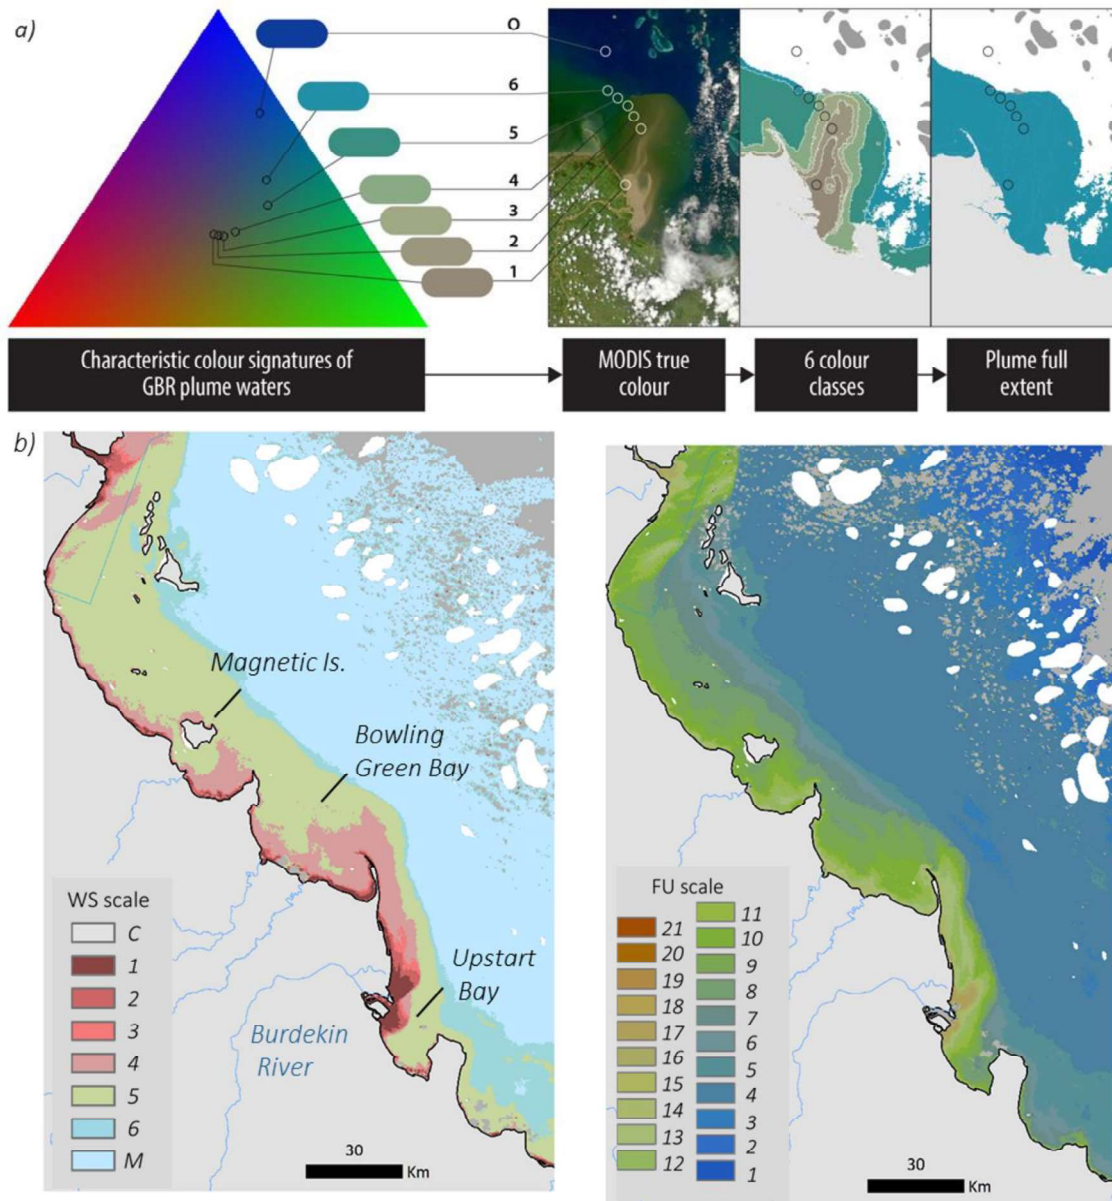 a)
O
6
5
4
3
2
1
Characteristic colour signatures of
GBR plume waters
MODIS true
colour
6 colour
classes
Plume full
extent
b)
Magnetic Is.
Bowling
Green Bay
Upstart
Bay
Burdekin
River
WS scale
C
1
2
3
4
5
6
M
30
Km
FU scale
21
20
19
18
17
16
15
14
13
12
11
10
9
8
7
6
5
4
3
2
1
30
Km